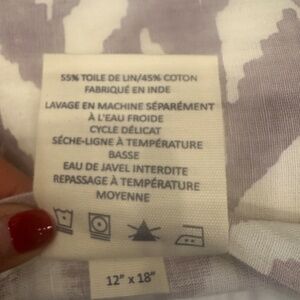 55% TOILE DE LIN/45% COTON
FABRIQUÉ EN INDE
LAVAGE EN MACHINE SÉPARÉMENT
À L'EAU FROIDE
CYCLE DÉLICAT
SÉCHE-LIGNE À TEMPÉRATURE
BASSE
EAU DE JAVEL INTERDITE
REPASSAGE À TEMPÉRATURE
MOYENNE
12" x 18"